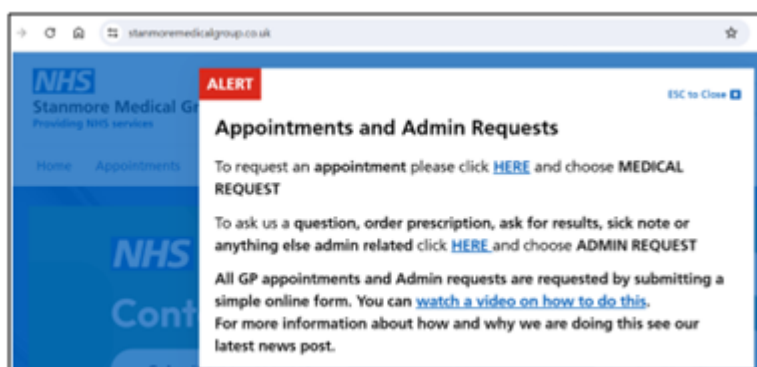 stanmoremedicalgroup.co.uk
NHS
Stanmore Medical Gr
Providing NHS services
Home Appointments
ALERT
ESC to Close
Appointments and Admin Requests
To request an appointment please click HERE and choose MEDICAL
REQUEST
To ask us a question, order prescription, ask for results, sick note or
anything else admin related click HERE and choose ADMIN REQUEST
All GP appointments and Admin requests are requested by submitting a
simple online form. You can watch a video on how to do this.
For more information about how and why we are doing this see our
latest news post.
NHS
Cont